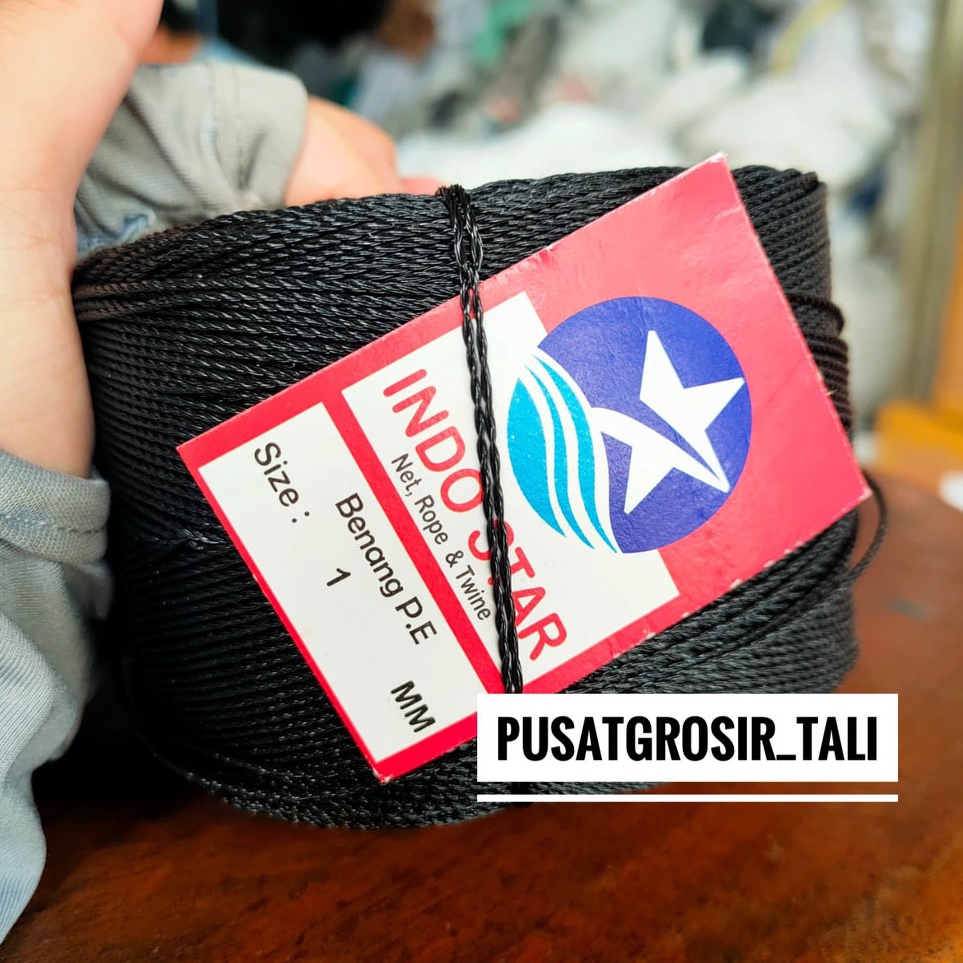 INDO STAR
Net, Rope & Twine
Benang P.E
Size : 1 MM
PUSATGROSIR_TALI